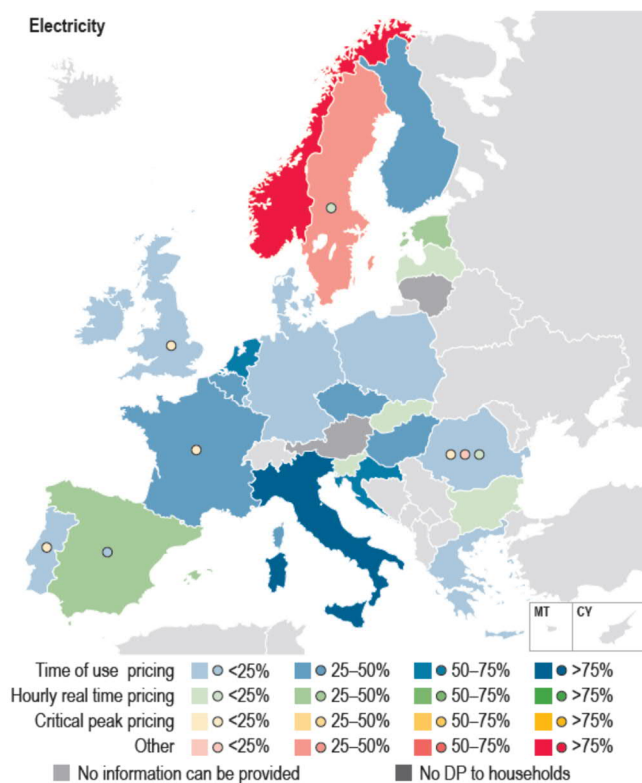 Electricity
MT
CY
Time of use pricing <25% 25–50% 50–75% >75%
Hourly real time pricing <25% 25–50% 50–75% >75%
Critical peak pricing <25% 25–50% 50–75% >75%
Other <25% 25–50% 50–75% >75%
No information can be provided No DP to households